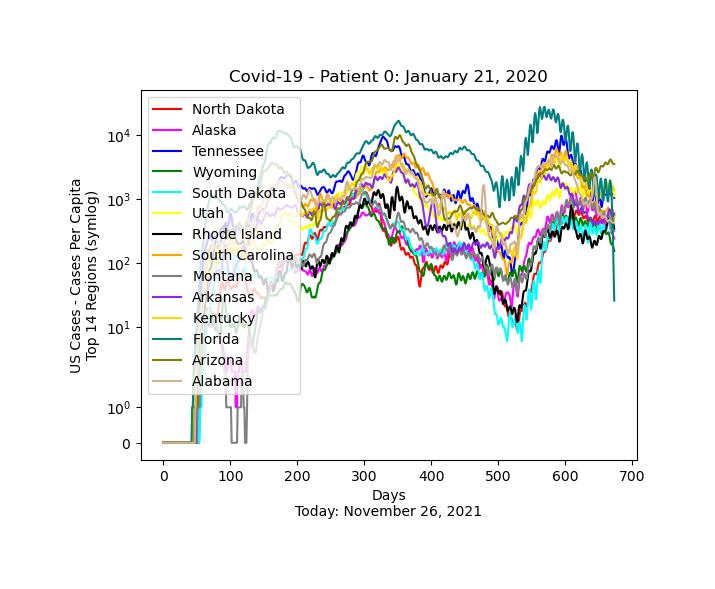 Covid-19 - Patient 0: January 21, 2020
US Cases - Cases Per Capita
Top 14 Regions (symlog)
10^4
10^3
10^2
10^1
10^0
0
North Dakota
Alaska
Tennessee
Wyoming
South Dakota
Utah
Rhode Island
South Carolina
Montana
Arkansas
Kentucky
Florida
Arizona
Alabama
0 100 200 300 400 500 600 700
Days
Today: November 26, 2021